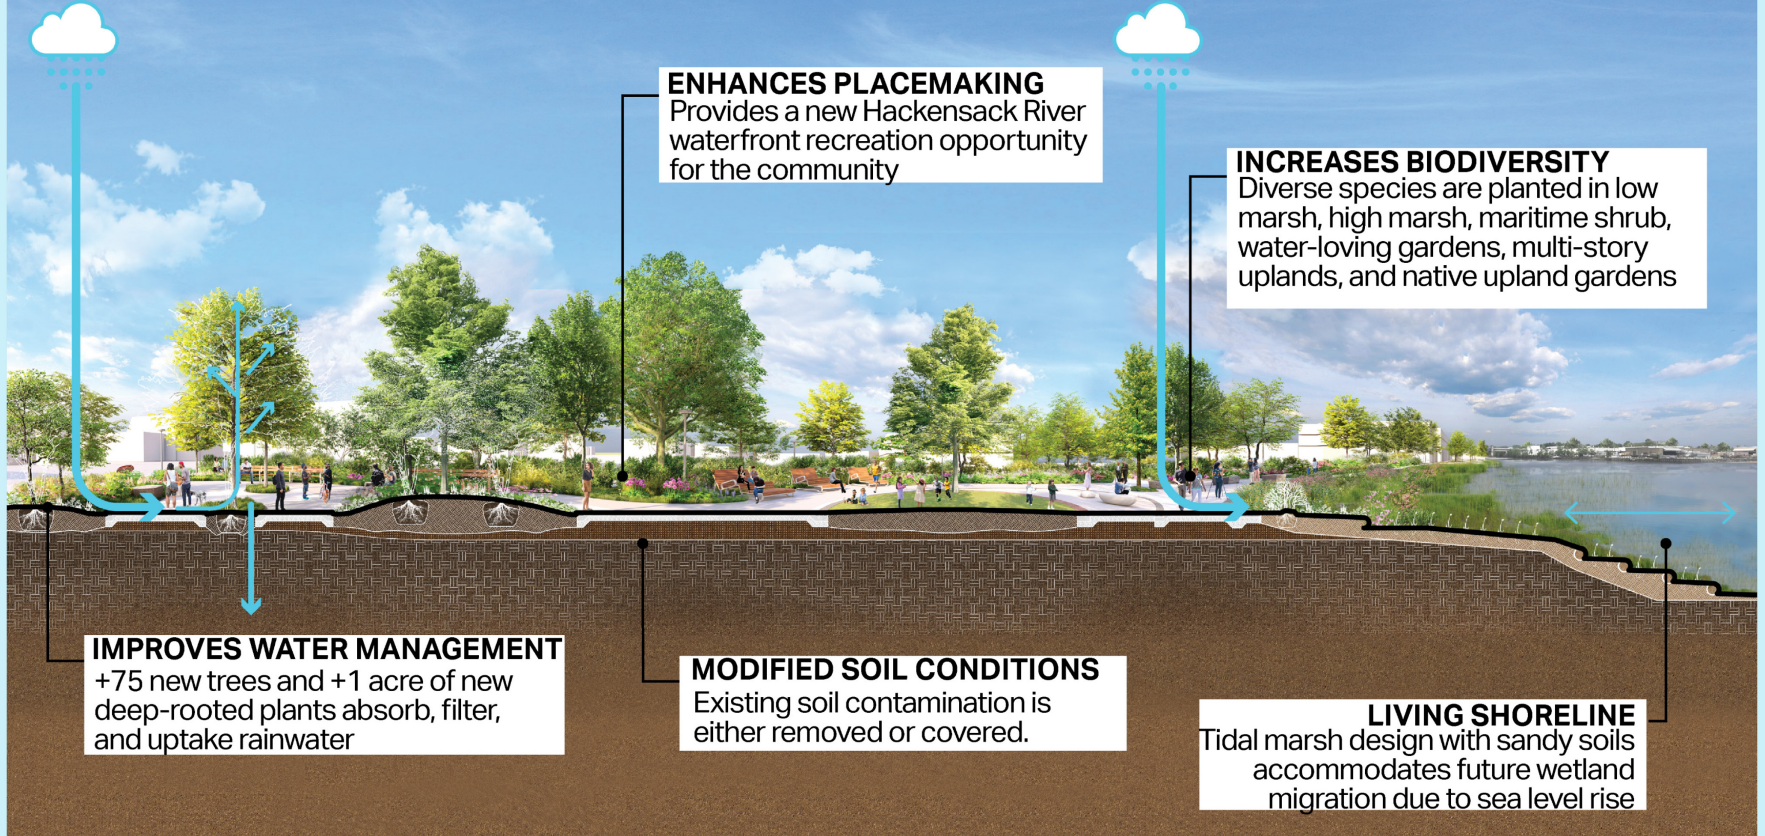 ENHANCES PLACEMAKING
Provides a new Hackensack River
waterfront recreation opportunity
for the community
INCREASES BIODIVERSITY
Diverse species are planted in low
marsh, high marsh, maritime shrub,
water-loving gardens, multi-story
uplands, and native upland gardens
IMPROVES WATER MANAGEMENT
+75 new trees and +1 acre of new
deep-rooted plants absorb, filter,
and uptake rainwater
MODIFIED SOIL CONDITIONS
Existing soil contamination is
either removed or covered.
LIVING SHORELINE
Tidal marsh design with sandy soils
accommodates future wetland
migration due to sea level rise